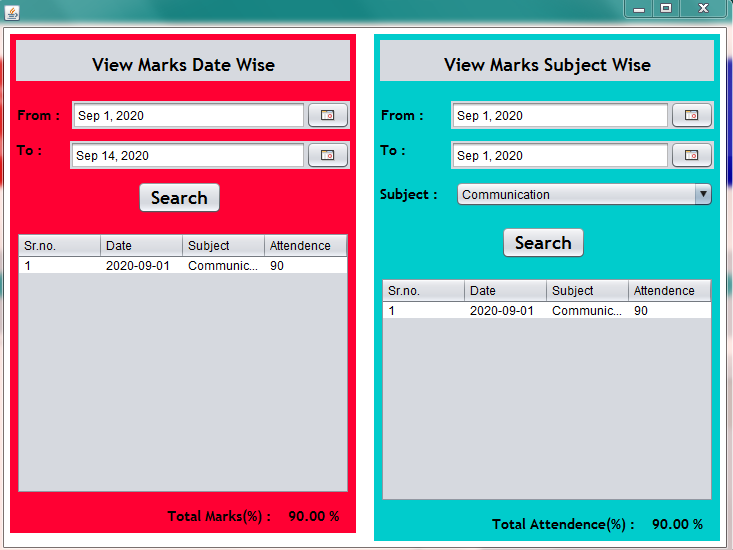 View Marks Date Wise
From : Sep 1, 2020
To : Sep 14, 2020
Search
Sr.no. Date Subject Attendence
1 2020-09-01 Communic... 90
Total Marks(%) : 90.00 %
View Marks Subject Wise
From : Sep 1, 2020
To : Sep 1, 2020
Subject : Communication
Search
Sr.no. Date Subject Attendence
1 2020-09-01 Communic... 90
Total Attendence(%) : 90.00 %